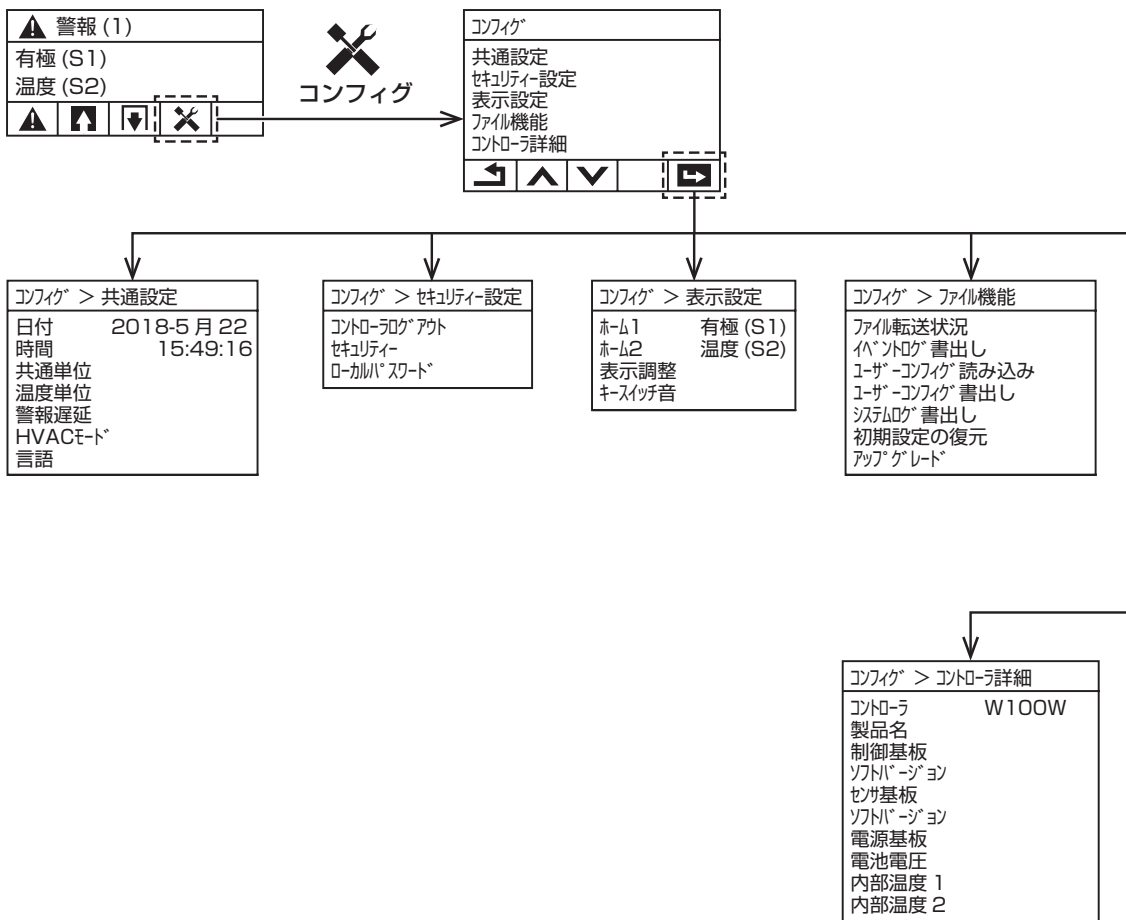 警報 (1)
有極 (S1)
温度 (S2)
コンフィグ
ｺﾝﾌｨｸﾞ
共通設定
ｾｷｭﾘﾃｨｰ設定
表示設定
ﾌｧｲﾙ機能
ｺﾝﾄﾛｰﾗ詳細
ｺﾝﾌｨｸﾞ > 共通設定
日付 2018-5 月 22
時間 15:49:16
共通単位
温度単位
警報遅延
HVACﾓｰﾄﾞ
言語
ｺﾝﾌｨｸﾞ > ｾｷｭﾘﾃｨｰ設定
ｺﾝﾄﾛｰﾗﾛｸﾞｱｳﾄ
ｾｷｭﾘﾃｨｰ
ﾛｰｶﾙﾊﾟｽﾜｰﾄﾞ
ｺﾝﾌｨｸﾞ > 表示設定
ﾎｰﾑ1 有極 (S1)
ﾎｰﾑ2 温度 (S2)
表示調整
ｷｰｽｲｯﾁ音
ｺﾝﾌｨｸﾞ > ﾌｧｲﾙ機能
ﾌｧｲﾙ転送状況
ｲﾍﾞﾝﾄﾛｸﾞ書出し
ﾕｰｻﾞｰｺﾝﾌｨｸﾞ読み込み
ﾕｰｻﾞｰｺﾝﾌｨｸﾞ書出し
ｼｽﾃﾑﾛｸﾞ書出し
初期設定の復元
ｱｯﾌﾟｸﾞﾚｰﾄﾞ
ｺﾝﾌｨｸﾞ > ｺﾝﾄﾛｰﾗ詳細
ｺﾝﾄﾛｰﾗ W100W
製品名
制御基板
ｿﾌﾄﾊﾞｰｼﾞｮﾝ
ｾﾝｻ基板
ｿﾌﾄﾊﾞｰｼﾞｮﾝ
電源基板
電池電圧
内部温度 1
内部温度 2